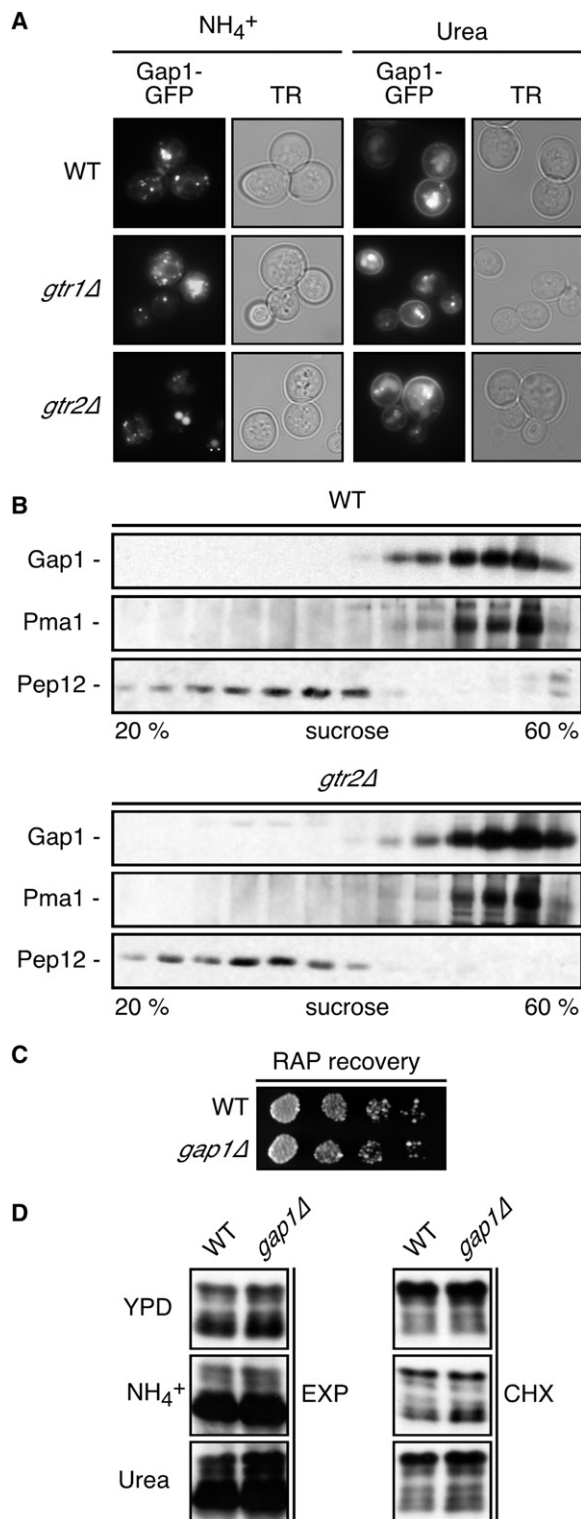 A
NH4+ Urea
Gap1-GFP TR Gap1-GFP TR
WT
gtr1Δ
gtr2Δ
B
WT
Gap1 -
Pma1 -
Pep12 -
20 % sucrose 60 %
gtr2Δ
Gap1 -
Pma1 -
Pep12 -
20 % sucrose 60 %
C
RAP recovery
WT
gap1Δ
D
WT gap1Δ WT gap1Δ
YPD
NH4+ EXP CHX
Urea